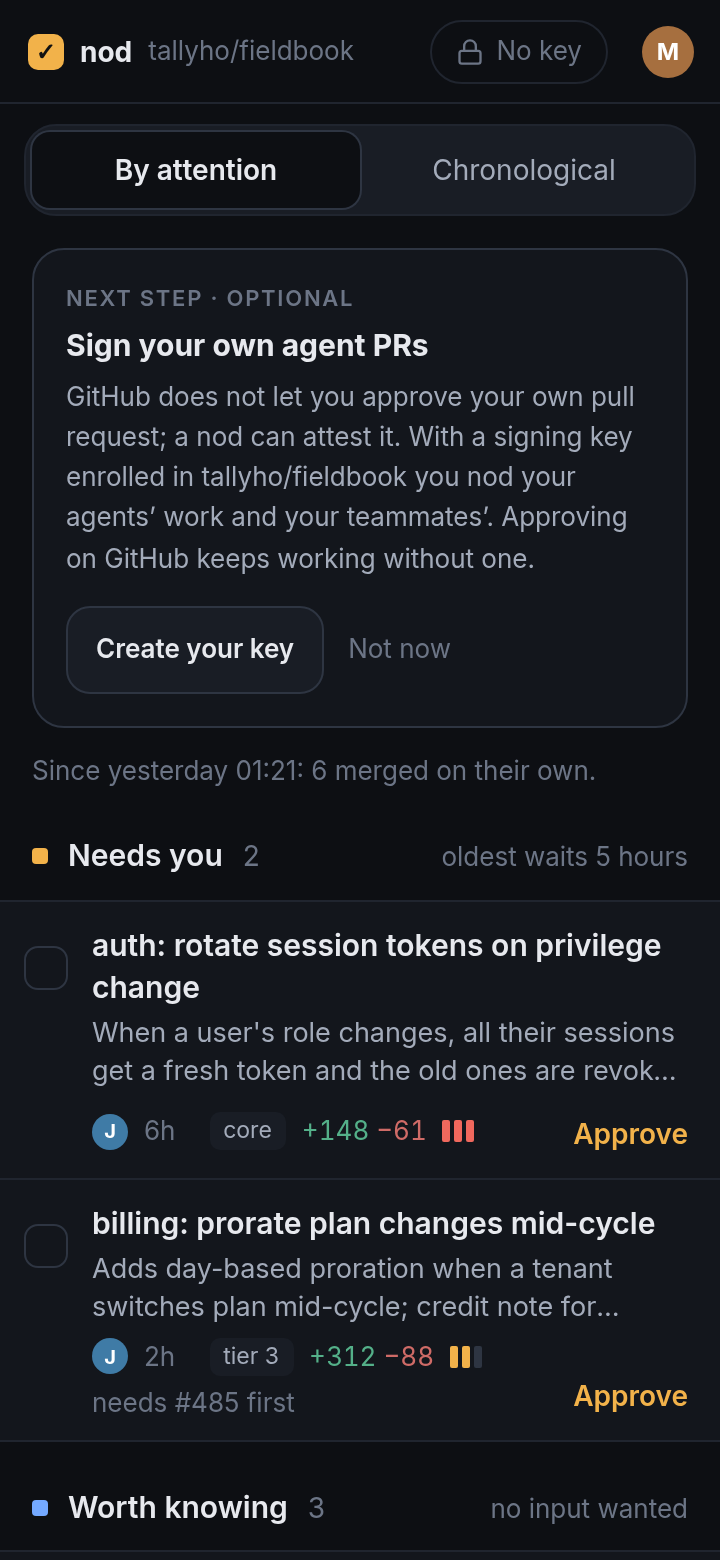 ✓ nod tallyho/fieldbook No key M
By attention Chronological
NEXT STEP · OPTIONAL
Sign your own agent PRs
GitHub does not let you approve your own pull
request; a nod can attest it. With a signing key
enrolled in tallyho/fieldbook you nod your
agents’ work and your teammates’. Approving
on GitHub keeps working without one.
Create your key Not now
Since yesterday 01:21: 6 merged on their own.
Needs you 2 oldest waits 5 hours
auth: rotate session tokens on privilege
change
When a user's role changes, all their sessions
get a fresh token and the old ones are revok…
J 6h core +148 −61 Approve
billing: prorate plan changes mid-cycle
Adds day-based proration when a tenant
switches plan mid-cycle; credit note for…
J 2h tier 3 +312 −88
needs #485 first Approve
Worth knowing 3 no input wanted